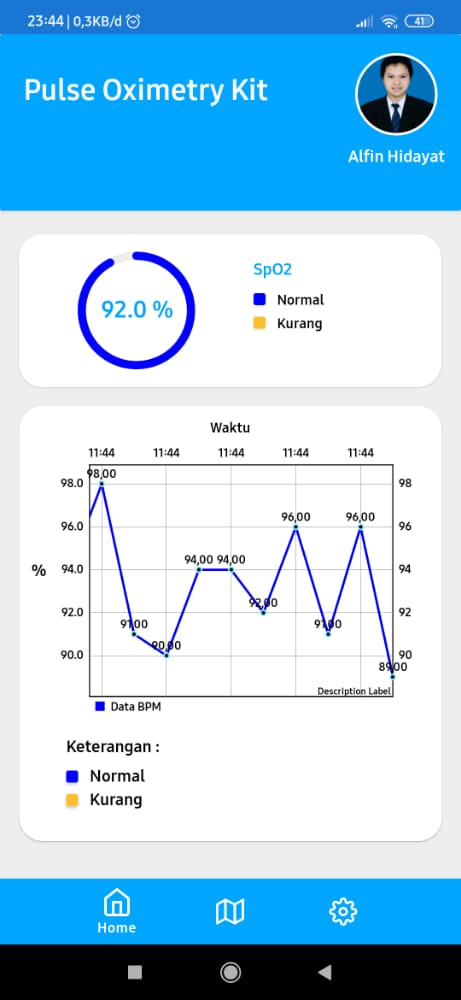 23:44 | 0,3KB/d
41
Pulse Oximetry Kit
Alfin Hidayat
92.0 %
SpO2
Normal
Kurang
Waktu
11:44 11:44 11:44 11:44 11:44
98.0
96.0
94.0
92.0
90.0
%
98,00
91,00
90,00
94,00
94,00
92,00
96,00
91,00
96,00
89,00
98
96
94
92
90
Description Label
Data BPM
Keterangan :
Normal
Kurang
Home